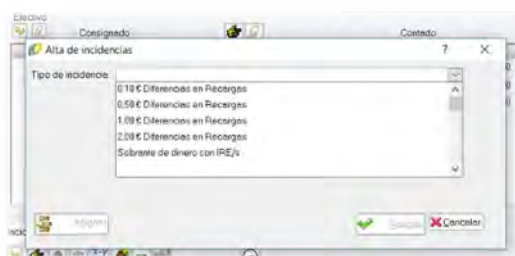 Efectivo
Consignado
Contado
Alta de incidencias
? X
Tipo de incidencia:
0,10 € Diferencias en Recargas
0,50 € Diferencias en Recargas
1,00 € Diferencias en Recargas
2,00 € Diferencias en Recargas
Sobrante de dinero con IRE/s
Cancelar